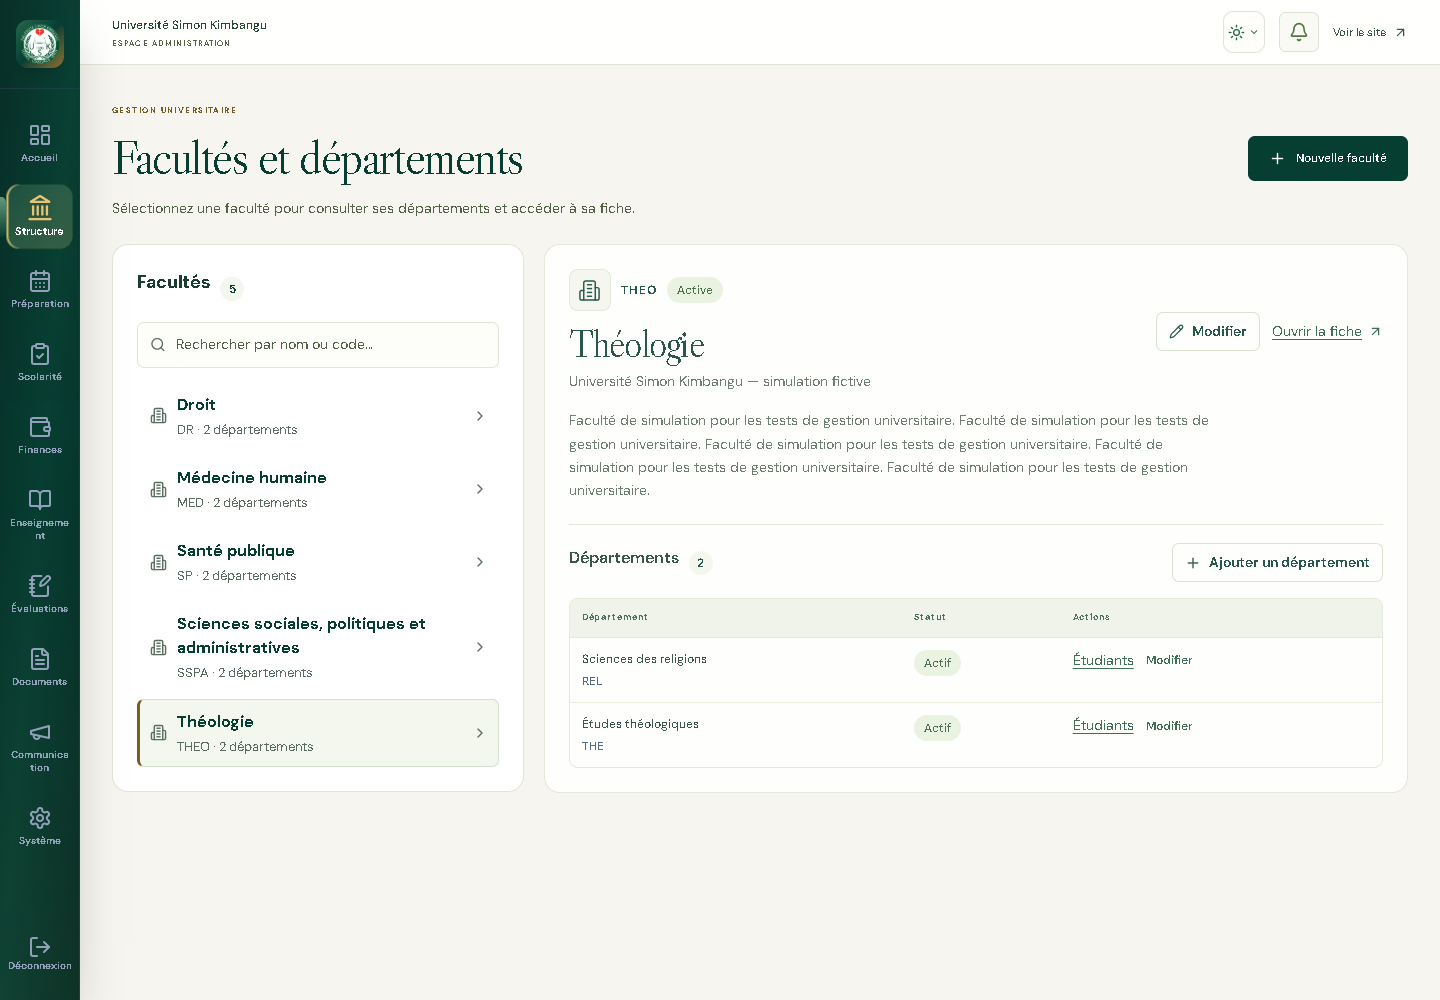 Université Simon Kimbangu
ESPACE ADMINISTRATION
Voir le site
Accueil
Structure
Préparation
Scolarité
Finances
Enseigneme
nt
Évaluations
Documents
Communica
tion
Système
Déconnexion
GESTION UNIVERSITAIRE
Facultés et départements
Nouvelle faculté
Sélectionnez une faculté pour consulter ses départements et accéder à sa fiche.
Facultés 5
Rechercher par nom ou code...
Droit
DR · 2 départements
Médecine humaine
MED · 2 départements
Santé publique
SP · 2 départements
Sciences sociales, politiques et
administratives
SSPA · 2 départements
Théologie
THEO · 2 départements
THEO Active
Théologie
Modifier Ouvrir la fiche
Université Simon Kimbangu — simulation fictive
Faculté de simulation pour les tests de gestion universitaire. Faculté de simulation pour les tests de
gestion universitaire. Faculté de simulation pour les tests de gestion universitaire. Faculté de
simulation pour les tests de gestion universitaire. Faculté de simulation pour les tests de gestion
universitaire.
Départements 2
Ajouter un département
Département Statut Actions
Sciences des religions Actif Étudiants Modifier
REL
Études théologiques Actif Étudiants Modifier
THE